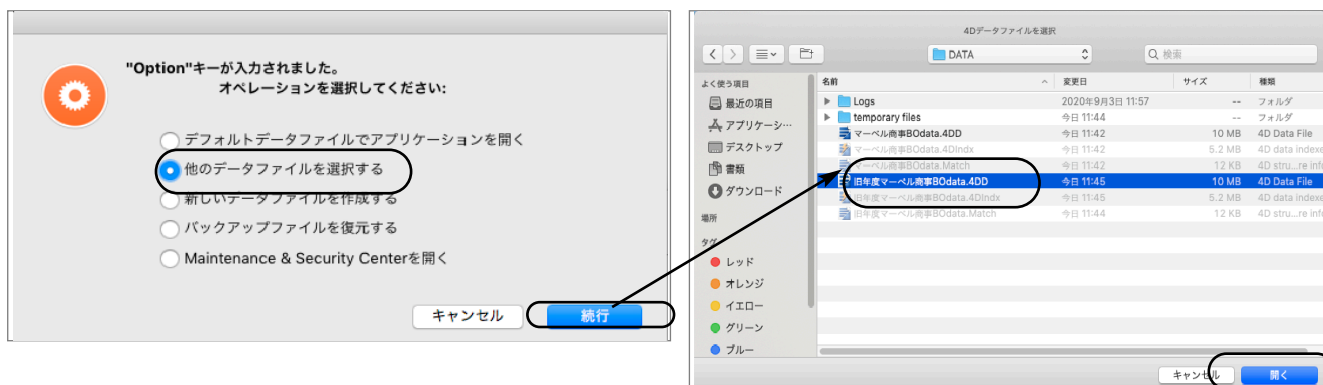 "Option"キーが入力されました。
オペレーションを選択してください:
デフォルトデータファイルでアプリケーションを開く
他のデータファイルを選択する
新しいデータファイルを作成する
バックアップファイルを復元する
Maintenance & Security Centerを開く
キャンセル 続行
4Dデータファイルを選択
DATA 検索
よく使う項目
最近の項目
アプリケーシ…
デスクトップ
書類
ダウンロード
場所
タグ
レッド
オレンジ
イエロー
グリーン
ブルー
名前 変更日 サイズ 種類
Logs 2020年9月3日 11:57 -- フォルダ
temporary files 今日 11:44 -- フォルダ
マーベル商事BOdata.4DD 今日 11:42 10 MB 4D Data File
マーベル商事BOdata.4DIndx 今日 11:42 5.2 MB 4D data indexe
マーベル商事BOdata.Match 今日 11:42 12 KB 4D stru...re info
旧年度マーベル商事BOdata.4DD 今日 11:45 10 MB 4D Data File
旧年度マーベル商事BOdata.4DIndx 今日 11:45 5.2 MB 4D data indexe
旧年度マーベル商事BOdata.Match 今日 11:44 12 KB 4D stru...re info
キャンセル 開く